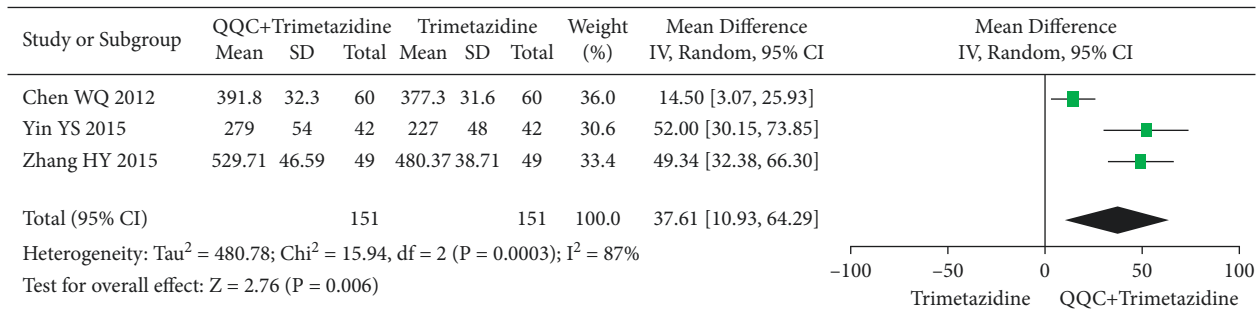 Study or Subgroup QQC+Trimetazidine Trimetazidine Weight Mean Difference Mean Difference
Mean SD Total Mean SD Total (%) IV, Random, 95% CI IV, Random, 95% CI
Chen WQ 2012 391.8 32.3 60 377.3 31.6 60 36.0 14.50 [3.07, 25.93]
Yin YS 2015 279 54 42 227 48 42 30.6 52.00 [30.15, 73.85]
Zhang HY 2015 529.71 46.59 49 480.37 38.71 49 33.4 49.34 [32.38, 66.30]
Total (95% CI) 151 151 100.0 37.61 [10.93, 64.29]
Heterogeneity: Tau² = 480.78; Chi² = 15.94, df = 2 (P = 0.0003); I² = 87%
Test for overall effect: Z = 2.76 (P = 0.006)
−100 −50 0 50 100
Trimetazidine QQC+Trimetazidine